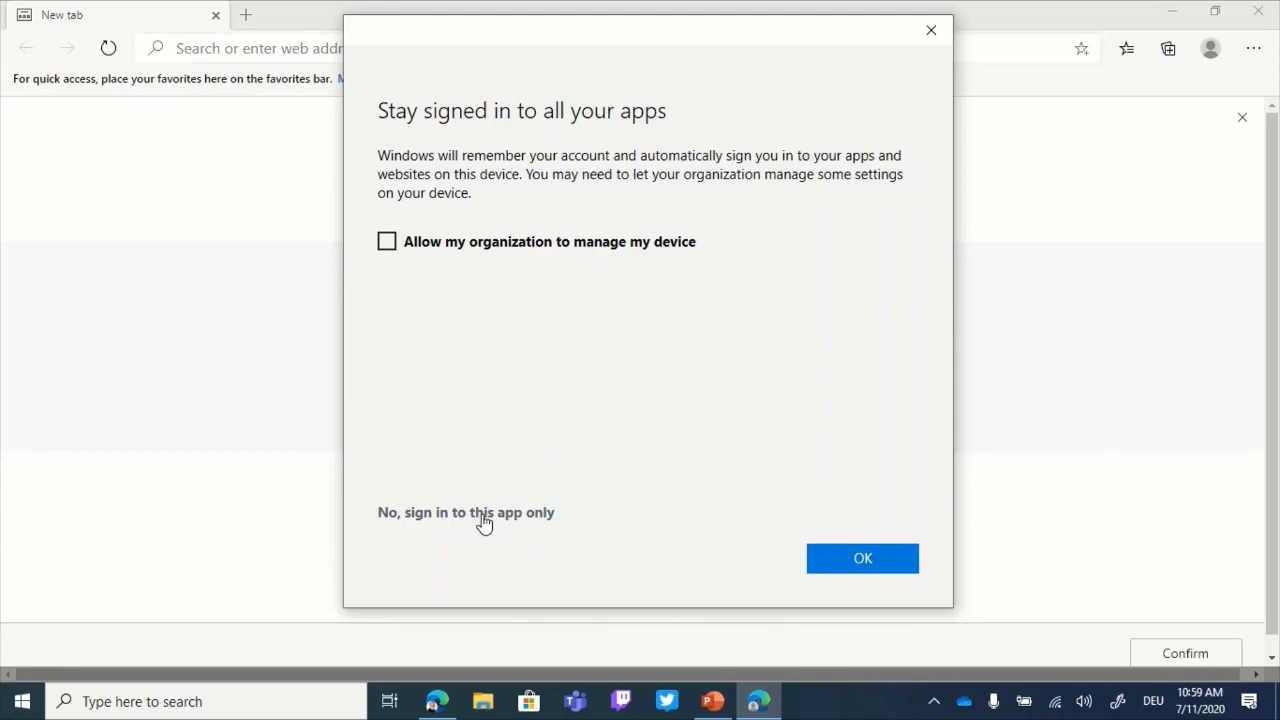 New tab
Search or enter web addr
For quick access, place your favorites here on the favorites bar.
Stay signed in to all your apps
Windows will remember your account and automatically sign you in to your apps and
websites on this device. You may need to let your organization manage some settings
on your device.
Allow my organization to manage my device
No, sign in to this app only
OK
Confirm
Type here to search
DEU
10:59 AM
7/11/2020